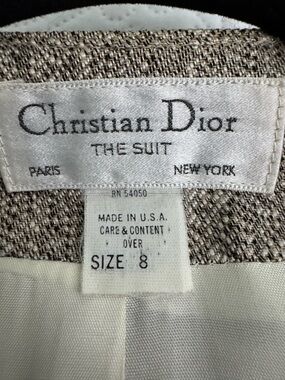 Christian Dior
THE SUIT
PARIS NEW YORK
RN 54050
MADE IN U.S.A.
CARE & CONTENT
OVER
SIZE 8